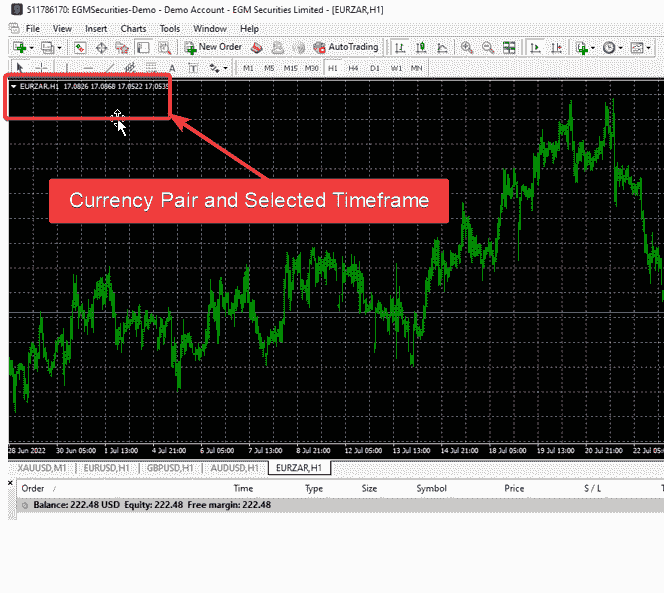 511786170: EGMSecurities-Demo - Demo Account - EGM Securities Limited - [EURZAR,H1]
File View Insert Charts Tools Window Help
New Order AutoTrading
A T M1 M5 M15 M30 H1 H4 D1 W1 MN
EURZAR,H1 17.0826 17.0868 17.0522 17.0535
Currency Pair and Selected Timeframe
28 Jun 2022 30 Jun 05:00 1 Jul 13:00 4 Jul 21:00 6 Jul 05:00 7 Jul 13:00 8 Jul 21:00 12 Jul 05:00 13 Jul 13:00 14 Jul 21:00 18 Jul 05:00 19 Jul 13:00 20 Jul 21:00 22 Jul 05:0
XAUUSD,M1 EURUSD,H1 GBPUSD,H1 AUDUSD,H1 EURZAR,H1
Order / Time Type Size Symbol Price S / L T
Balance: 222.48 USD Equity: 222.48 Free margin: 222.48